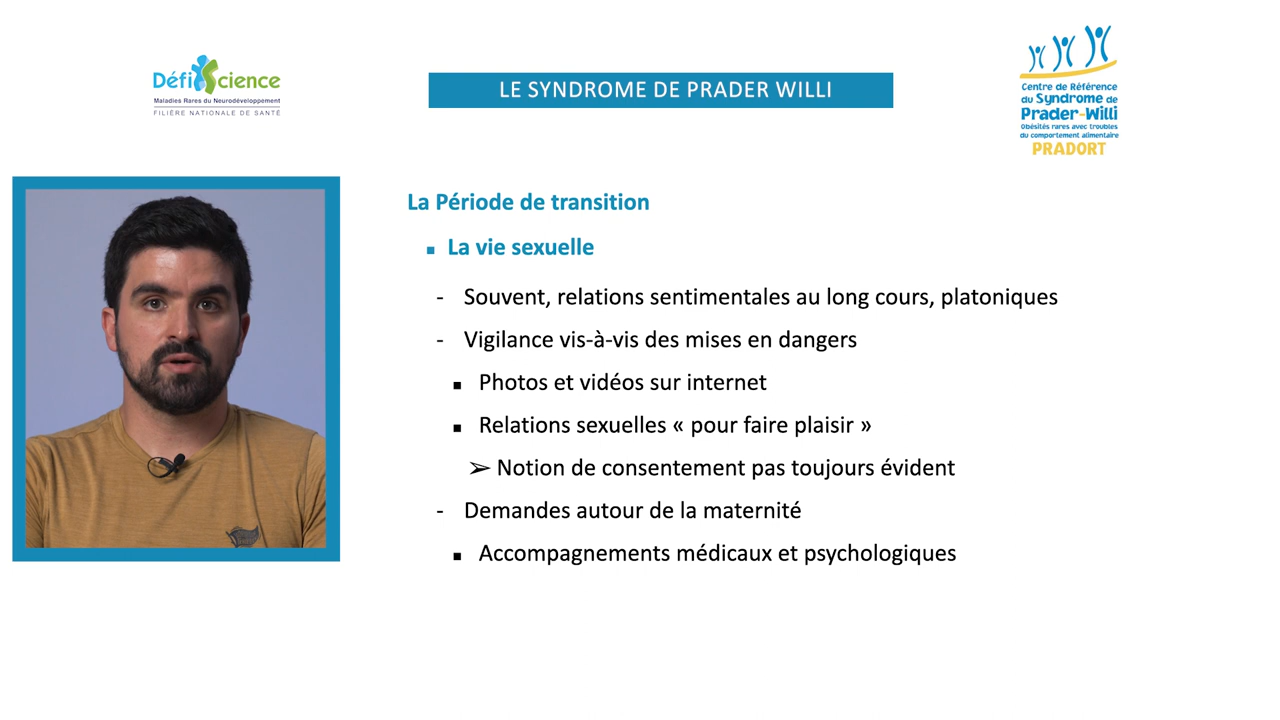 Défi Science
Maladies Rares du Neurodéveloppement
FILIÈRE NATIONALE DE SANTÉ
LE SYNDROME DE PRADER WILLI
Centre de Référence
du Syndrome de
Prader-Willi
Obésités rares avec troubles
du comportement alimentaire
PRADORT
La Période de transition
▪ La vie sexuelle
- Souvent, relations sentimentales au long cours, platoniques
- Vigilance vis-à-vis des mises en dangers
▪ Photos et vidéos sur internet
▪ Relations sexuelles « pour faire plaisir »
➢ Notion de consentement pas toujours évident
- Demandes autour de la maternité
▪ Accompagnements médicaux et psychologiques